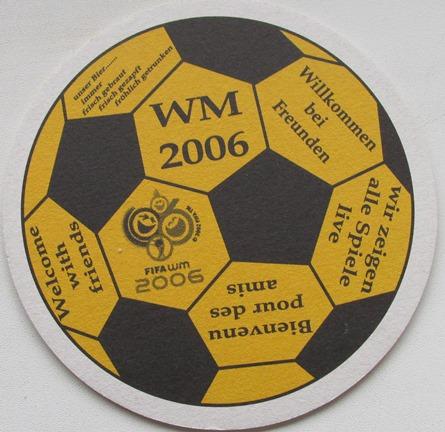 unser Bier......
immer
frisch gebraut
frisch gezapft
fröhlich getrunken
WM
2006
Willkommen
bei
Freunden
wir zeigen
alle Spiele
live
Welcome
with
friends
FIFA WM
2006
Bienvenu
pour des
amis